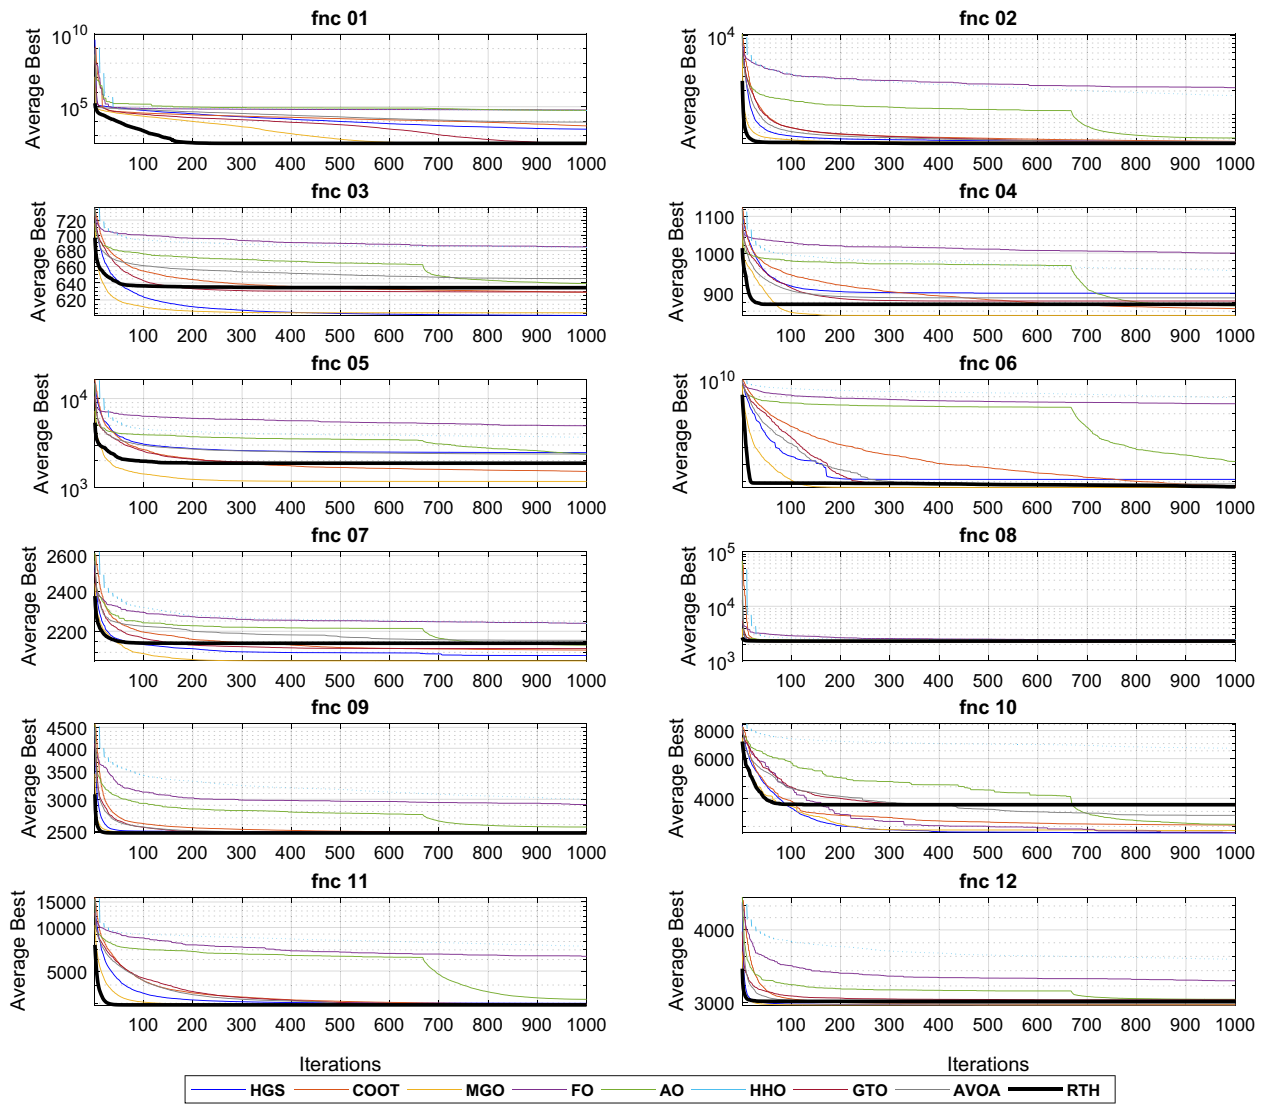 fnc 01
10^10
10^5
Average Best
100 200 300 400 500 600 700 800 900 1000
fnc 02
10^4
Average Best
100 200 300 400 500 600 700 800 900 1000
fnc 03
720
700
680
660
640
620
Average Best
100 200 300 400 500 600 700 800 900 1000
fnc 04
1100
1000
900
Average Best
100 200 300 400 500 600 700 800 900 1000
fnc 05
10^4
10^3
Average Best
100 200 300 400 500 600 700 800 900 1000
fnc 06
10^10
Average Best
100 200 300 400 500 600 700 800 900 1000
fnc 07
2600
2400
2200
Average Best
100 200 300 400 500 600 700 800 900 1000
fnc 08
10^5
10^4
10^3
Average Best
100 200 300 400 500 600 700 800 900 1000
fnc 09
4500
4000
3500
3000
2500
Average Best
100 200 300 400 500 600 700 800 900 1000
fnc 10
8000
6000
4000
Average Best
100 200 300 400 500 600 700 800 900 1000
fnc 11
15000
10000
5000
Average Best
100 200 300 400 500 600 700 800 900 1000
Iterations
fnc 12
4000
3000
Average Best
100 200 300 400 500 600 700 800 900 1000
Iterations
HGS COOT MGO FO AO HHO GTO AVOA RTH